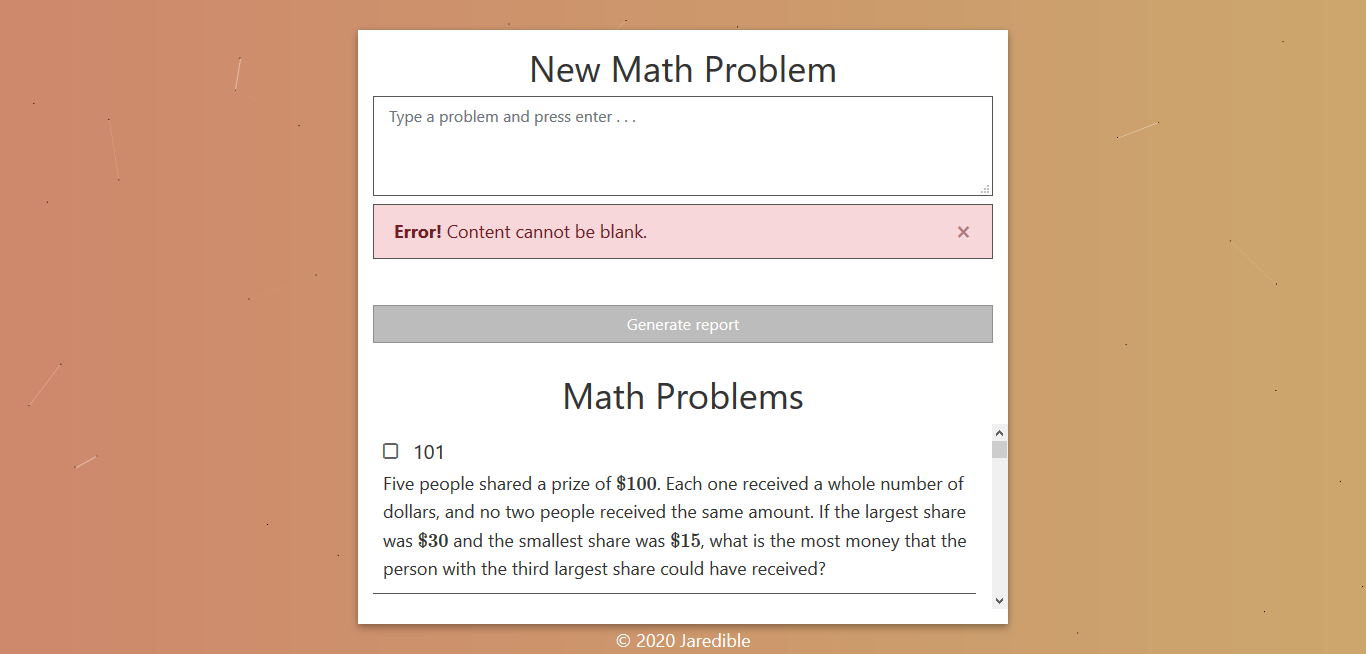 New Math Problem
Type a problem and press enter . . .
Error! Content cannot be blank.
×
Generate report
Math Problems
101
Five people shared a prize of $100. Each one received a whole number of
dollars, and no two people received the same amount. If the largest share
was $30 and the smallest share was $15, what is the most money that the
person with the third largest share could have received?
© 2020 Jaredible